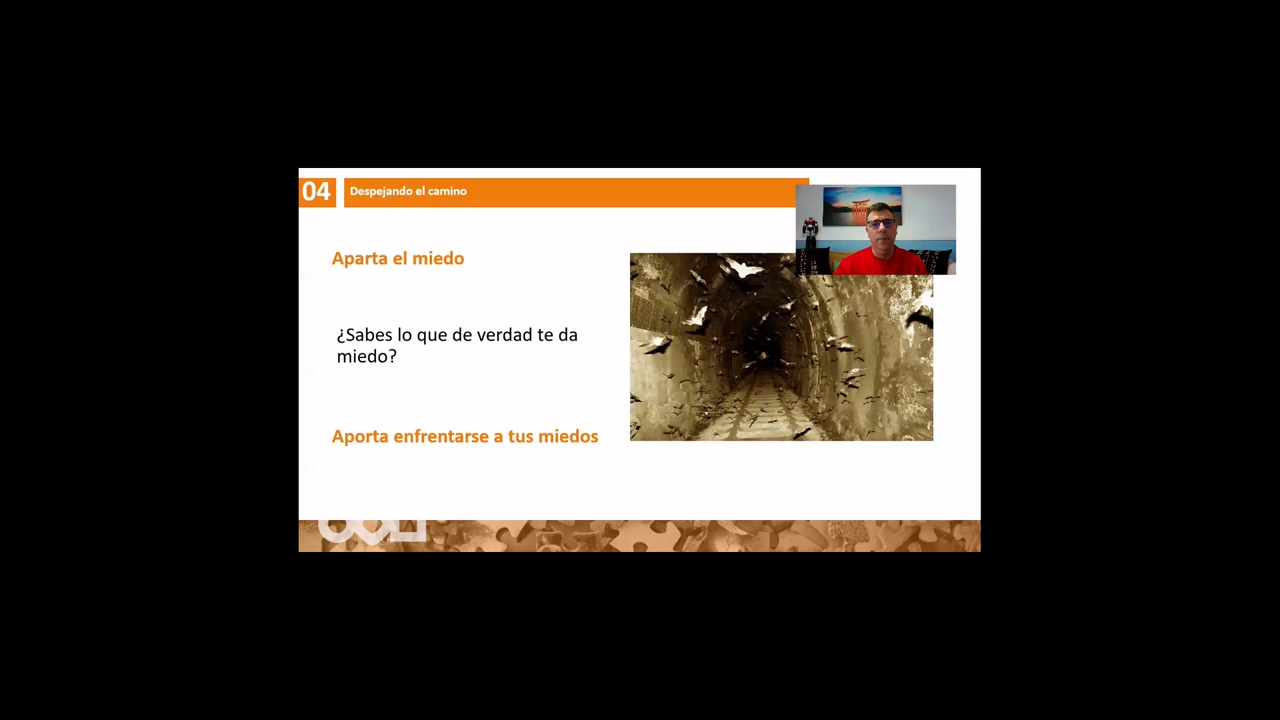 04
Despejando el camino
Aparta el miedo
¿Sabes lo que de verdad te da
miedo?
Aporta enfrentarse a tus miedos